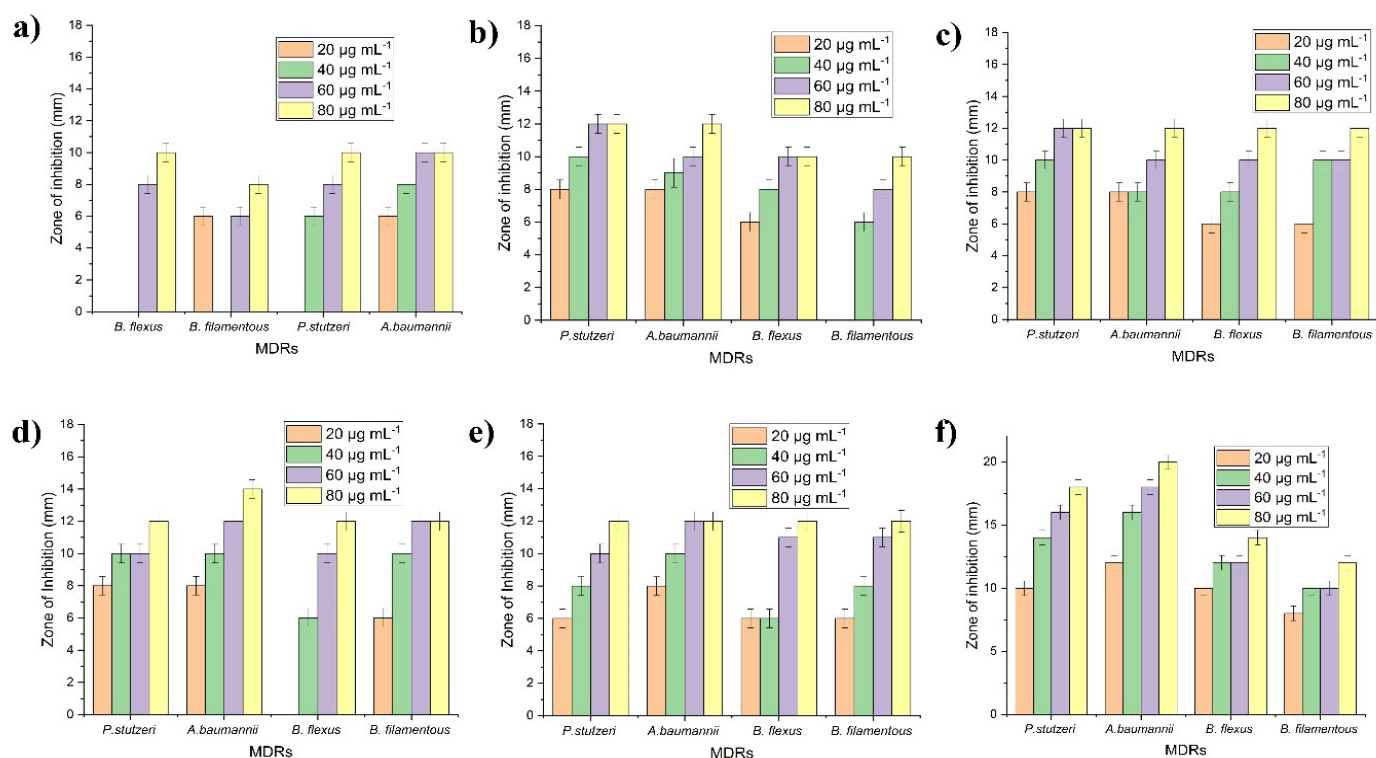 a)
Zone of inhibition (mm)
18
16
14
12
10
8
6
4
2
0
20 µg mL⁻¹
40 µg mL⁻¹
60 µg mL⁻¹
80 µg mL⁻¹
B. flexus B. filamentous P.stutzeri A.baumannii
MDRs
b)
Zone of inhibition (mm)
18
16
14
12
10
8
6
4
2
0
20 µg mL⁻¹
40 µg mL⁻¹
60 µg mL⁻¹
80 µg mL⁻¹
P.stutzeri A.baumannii B. flexus B. filamentous
MDRs
c)
Zone of inhibition (mm)
18
16
14
12
10
8
6
4
2
0
20 µg mL⁻¹
40 µg mL⁻¹
60 µg mL⁻¹
80 µg mL⁻¹
P.stutzeri A.baumannii B. flexus B. filamentous
MDRs
d)
Zone of Inhibition (mm)
18
16
14
12
10
8
6
4
2
0
20 µg mL⁻¹
40 µg mL⁻¹
60 µg mL⁻¹
80 µg mL⁻¹
P.stutzeri A.baumannii B. flexus B. filamentous
MDRs
e)
Zone of Inhibition (mm)
18
16
14
12
10
8
6
4
2
0
20 µg mL⁻¹
40 µg mL⁻¹
60 µg mL⁻¹
80 µg mL⁻¹
P.stutzeri A.baumannii B. flexus B. filamentous
MDRs
f)
Zone of inhibition (mm)
20
15
10
5
0
20 µg mL⁻¹
40 µg mL⁻¹
60 µg mL⁻¹
80 µg mL⁻¹
P.stutzeri A.baumannii B. flexus B. filamentous
MDRs